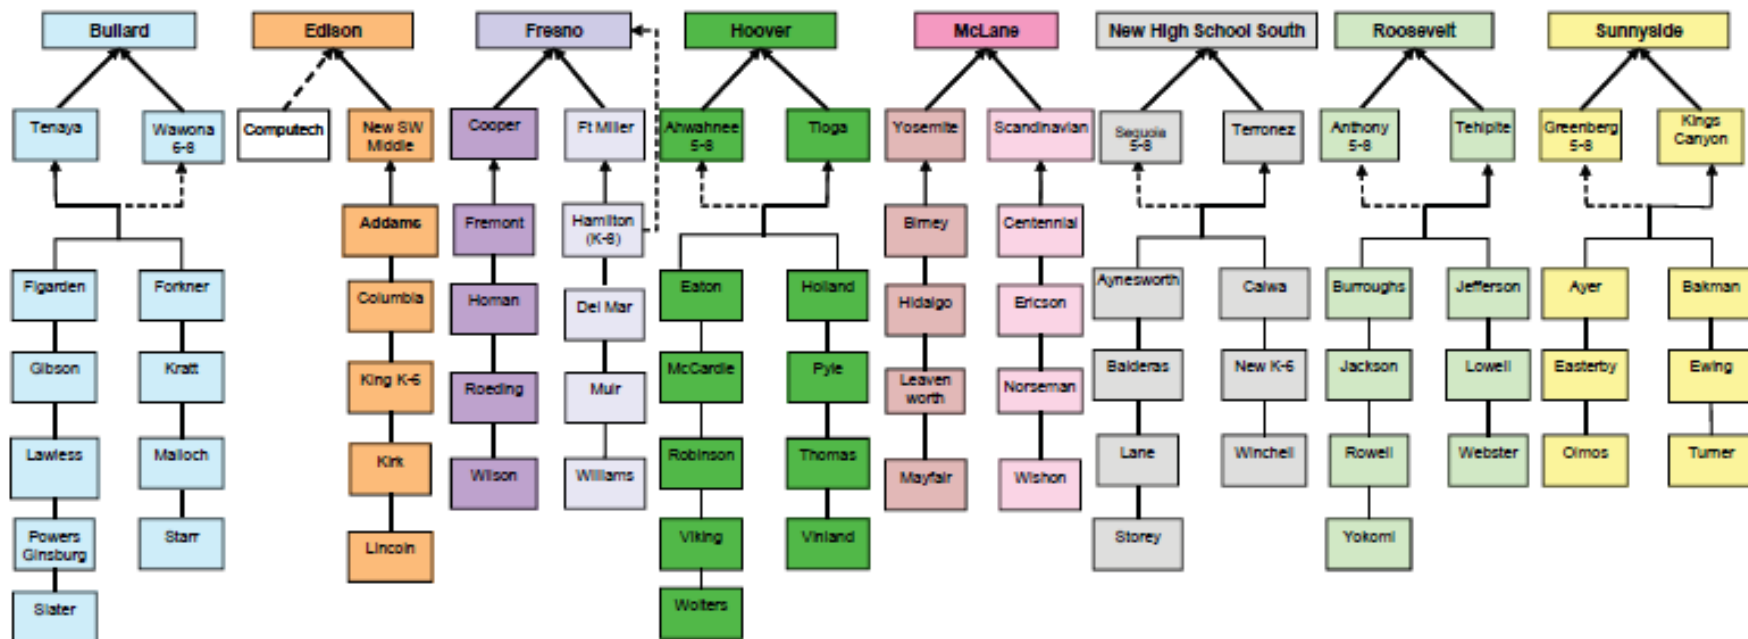 Bullard
Edison
Fresno
Hoover
McLane
New High School South
Roosevelt
Sunnyside
Tenaya
Wawona
6-8
Computech
New SW
Middle
Cooper
Ft Miller
Ahwahnee
5-8
Tioga
Yosemite
Scandinavian
Sequoia
5-8
Terronez
Anthony
5-8
Tehipite
Greenberg
5-8
Kings
Canyon
Addams
Fremont
Hamilton
(K-8)
Birney
Centennial
Figarden
Forkner
Columbia
Homan
Del Mar
Eaton
Holland
Hidalgo
Ericson
Aynesworth
Calwa
Burroughs
Jefferson
Ayer
Bakman
Gibson
Kratt
King K-6
Roeding
Muir
McCardle
Pyle
Leaven
worth
Norseman
Balderas
New K-6
Jackson
Lowell
Easterby
Ewing
Lawless
Malloch
Kirk
Wilson
Williams
Robinson
Thomas
Mayfair
Wishon
Lane
Winchell
Rowell
Webster
Olmos
Turner
Powers
Ginsburg
Starr
Lincoln
Viking
Vinland
Storey
Yokomi
Slater
Wolters